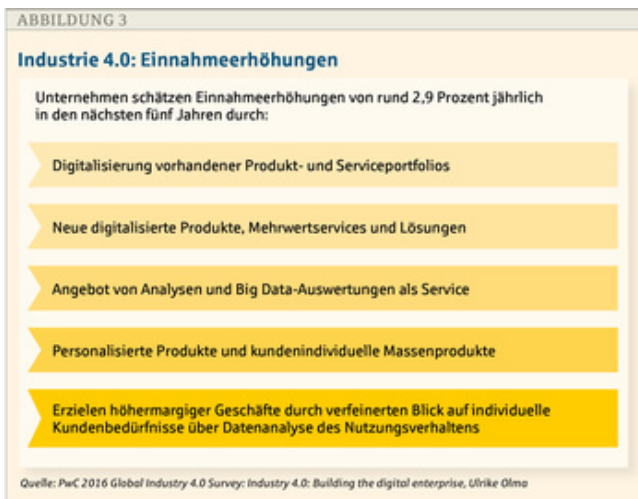 ABBILDUNG 3
Industrie 4.0: Einnahmeerhöhungen
Unternehmen schätzen Einnahmeerhöhungen von rund 2,9 Prozent jährlich
in den nächsten fünf Jahren durch:
Digitalisierung vorhandener Produkt- und Serviceportfolios
Neue digitalisierte Produkte, Mehrwertservices und Lösungen
Angebot von Analysen und Big Data-Auswertungen als Service
Personalisierte Produkte und kundenindividuelle Massenprodukte
Erzielen höhermargiger Geschäfte durch verfeinerten Blick auf individuelle
Kundenbedürfnisse über Datenanalyse des Nutzungsverhaltens
Quelle: PwC 2016 Global Industry 4.0 Survey: Industry 4.0: Building the digital enterprise, Ulrike Olma